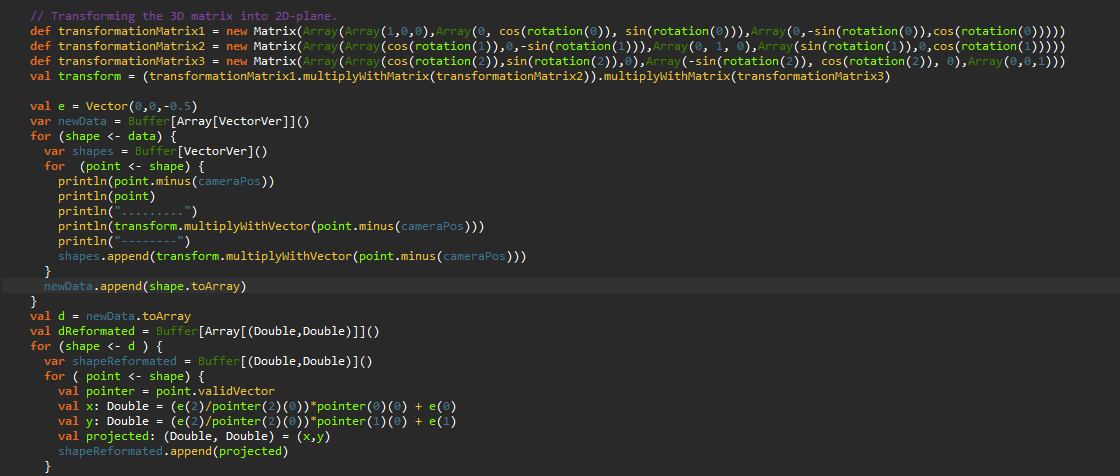 // Transforming the 3D matrix into 2D-plane.
def transformationMatrix1 = new Matrix(Array(Array(1,0,0),Array(0, cos(rotation(0)), sin(rotation(0))),Array(0,-sin(rotation(0)),cos(rotation(0)))))
def transformationMatrix2 = new Matrix(Array(Array(cos(rotation(1)),0,-sin(rotation(1))),Array(0, 1, 0),Array(sin(rotation(1)),0,cos(rotation(1)))))
def transformationMatrix3 = new Matrix(Array(Array(cos(rotation(2)),sin(rotation(2)),0),Array(-sin(rotation(2)), cos(rotation(2)), 0),Array(0,0,1)))
val transform = (transformationMatrix1.multiplyWithMatrix(transformationMatrix2)).multiplyWithMatrix(transformationMatrix3)

val e = Vector(0,0,-0.5)
var newData = Buffer[Array[VectorVer]]()
for (shape <- data) {
  var shapes = Buffer[VectorVer]()
  for  (point <- shape) {
    println(point.minus(cameraPos))
    println(point)
    println(".........")
    println(transform.multiplyWithVector(point.minus(cameraPos)))
    println("--------")
    shapes.append(transform.multiplyWithVector(point.minus(cameraPos)))
  }
  newData.append(shape.toArray)
}
val d = newData.toArray
val dReformated = Buffer[Array[(Double,Double)]]()
for (shape <- d ) {
  var shapeReformated = Buffer[(Double,Double)]()
  for ( point <- shape) {
    val pointer = point.validVector
    val x: Double = (e(2)/pointer(2)(0))*pointer(0)(0) + e(0)
    val y: Double = (e(2)/pointer(2)(0))*pointer(1)(0) + e(1)
    val projected: (Double, Double) = (x,y)
    shapeReformated.append(projected)
  }